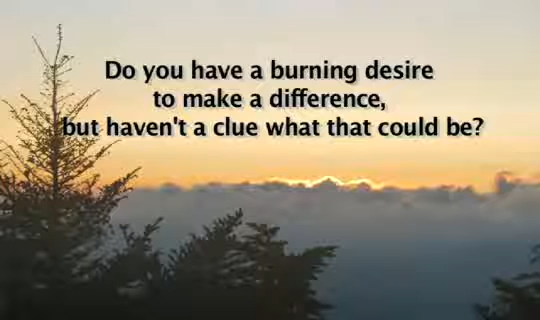 Do you have a burning desire
to make a difference,
but haven't a clue what that could be?